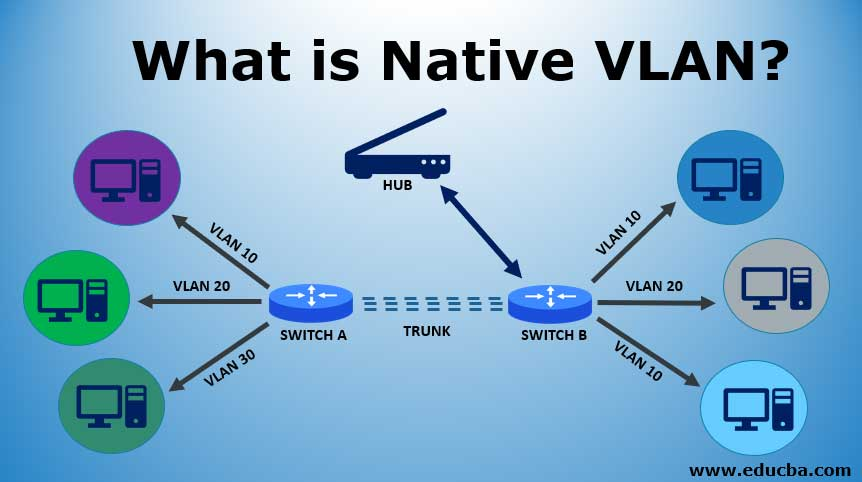 What is Native VLAN?
HUB
VLAN 10
VLAN 20
VLAN 30
SWITCH A
TRUNK
SWITCH B
VLAN 10
VLAN 20
VLAN 10
www.educba.com